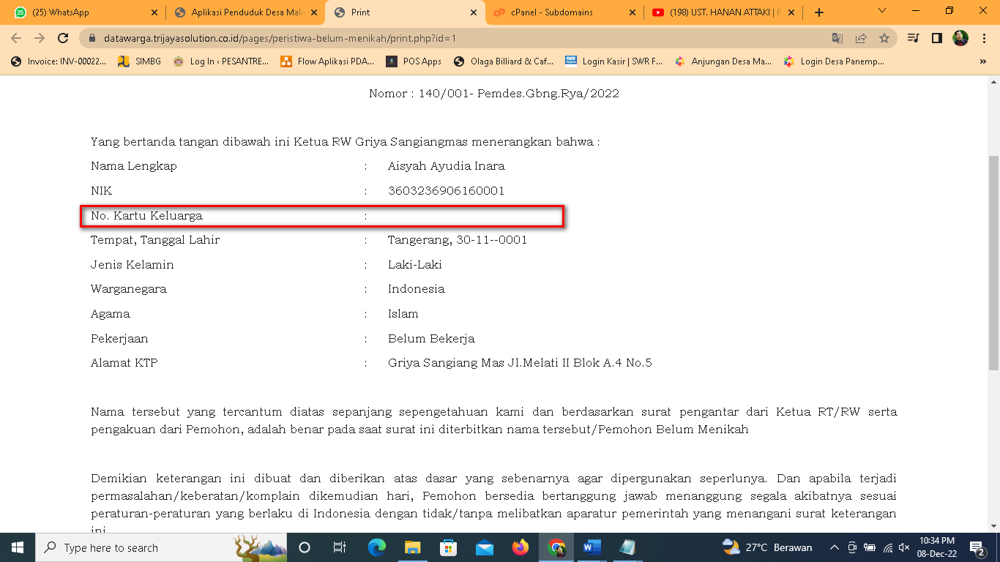 25
(25) WhatsApp
Aplikasi Penduduk Desa Mali
Print
cPanel - Subdomains
(198) UST. HANAN ATTAKI | P
datawarga.trijayasolution.co.id/pages/peristiwa-belum-menikah/print.php?id=1
Invoice: INV-00022...
SIMBG
Log In ‹ PESANTRE...
Flow Aplikasi PDA...
POS Apps
Olaga Billiard & Caf...
Login Kasir | SWR F...
Anjungan Desa Ma...
Login Desa Panemp...
»
Nomor : 140/001- Pemdes.Gbng.Rya/2022
Yang bertanda tangan dibawah ini Ketua RW Griya Sangiangmas menerangkan bahwa :
Nama Lengkap : Aisyah Ayudia Inara
NIK : 3603236906160001
No. Kartu Keluarga :
Tempat, Tanggal Lahir : Tangerang, 30-11--0001
Jenis Kelamin : Laki-Laki
Warganegara : Indonesia
Agama : Islam
Pekerjaan : Belum Bekerja
Alamat KTP : Griya Sangiang Mas Jl.Melati II Blok A.4 No.5
Nama tersebut yang tercantum diatas sepanjang sepengetahuan kami dan berdasarkan surat pengantar dari Ketua RT/RW serta
pengakuan dari Pemohon, adalah benar pada saat surat ini diterbitkan nama tersebut/Pemohon Belum Menikah
Demikian keterangan ini dibuat dan diberikan atas dasar yang sebenarnya agar dipergunakan seperlunya. Dan apabila terjadi
permasalahan/keberatan/komplain dikemudian hari, Pemohon bersedia bertanggung jawab menanggung segala akibatnya sesuai
peraturan-peraturan yang berlaku di Indonesia dengan tidak/tanpa melibatkan aparatur pemerintah yang menangani surat keterangan
ini
Type here to search
27°C Berawan
10:34 PM
08-Dec-22
2